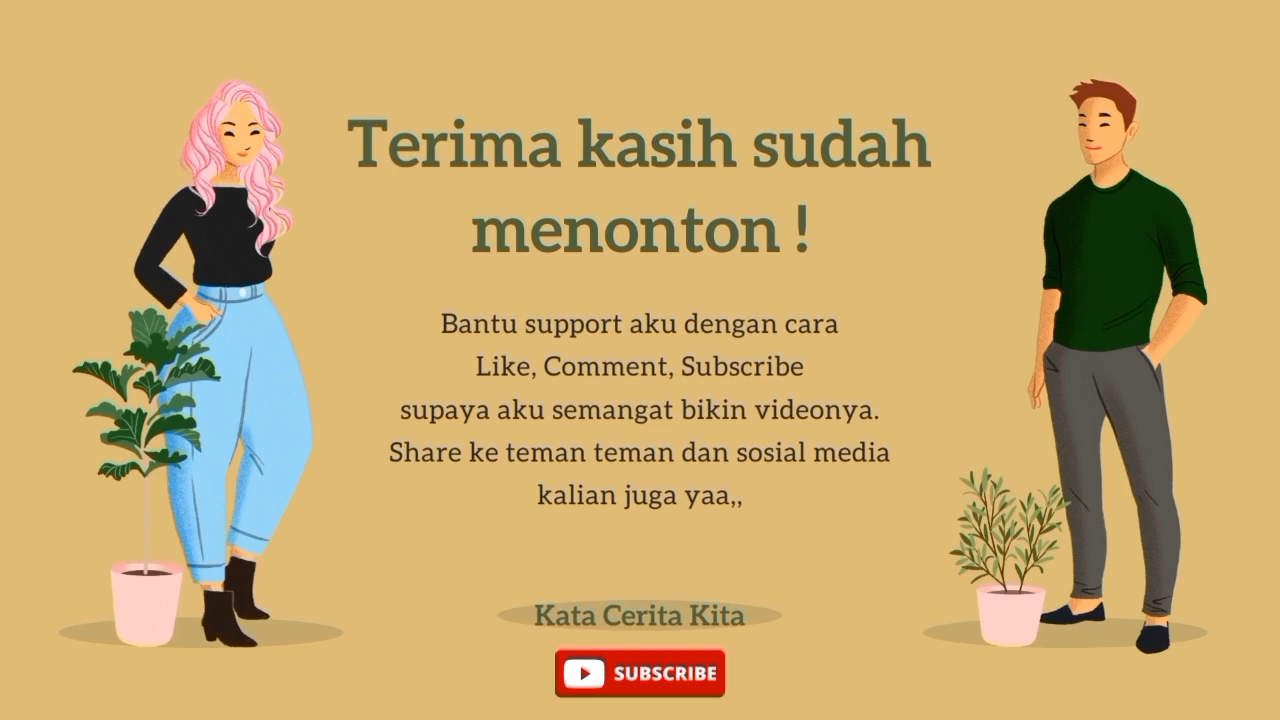 Terima kasih sudah
menonton !
Bantu support aku dengan cara
Like, Comment, Subscribe
supaya aku semangat bikin videonya.
Share ke teman teman dan sosial media
kalian juga yaa,,
Kata Cerita Kita
SUBSCRIBE